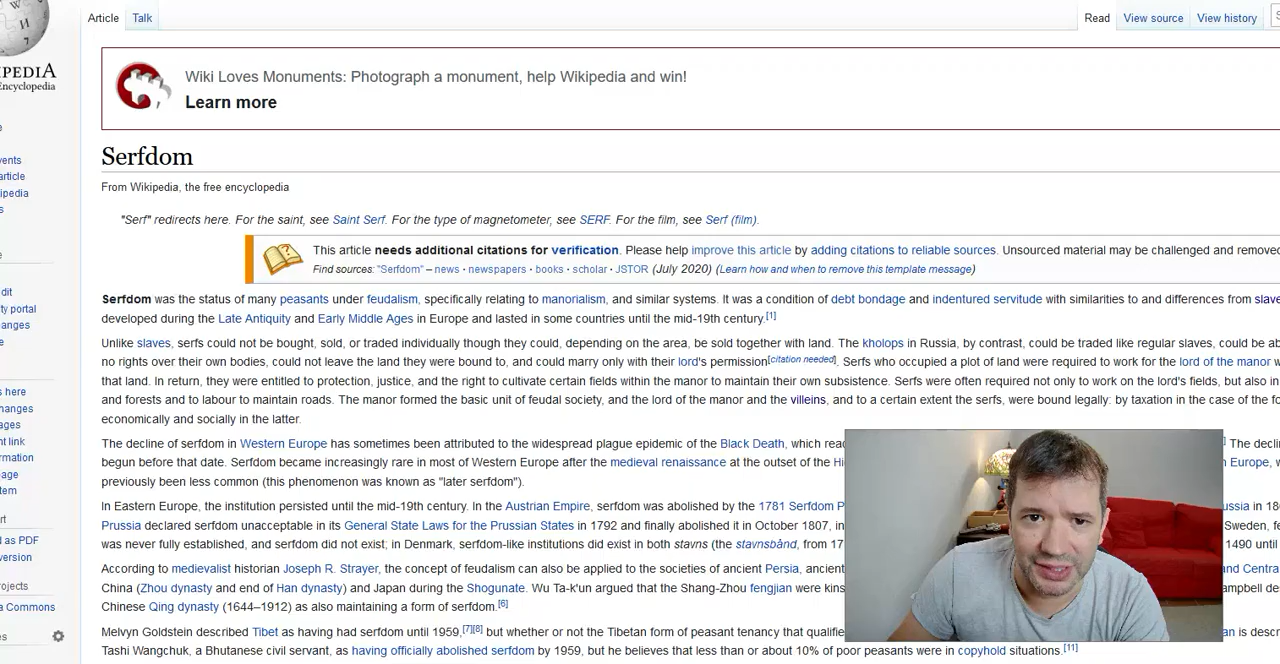 Article Talk Read View source View history
PEDIA
Encyclopedia
Wiki Loves Monuments: Photograph a monument, help Wikipedia and win!
Learn more
Serfdom
From Wikipedia, the free encyclopedia
"Serf" redirects here. For the saint, see Saint Serf. For the type of magnetometer, see SERF. For the film, see Serf (film).
This article needs additional citations for verification. Please help improve this article by adding citations to reliable sources. Unsourced material may be challenged and removed
Find sources: "Serfdom" – news · newspapers · books · scholar · JSTOR (July 2020) (Learn how and when to remove this template message)
Serfdom was the status of many peasants under feudalism, specifically relating to manorialism, and similar systems. It was a condition of debt bondage and indentured servitude with similarities to and differences from slave
developed during the Late Antiquity and Early Middle Ages in Europe and lasted in some countries until the mid-19th century.[1]
Unlike slaves, serfs could not be bought, sold, or traded individually though they could, depending on the area, be sold together with land. The kholops in Russia, by contrast, could be traded like regular slaves, could be ab
no rights over their own bodies, could not leave the land they were bound to, and could marry only with their lord's permission[citation needed]. Serfs who occupied a plot of land were required to work for the lord of the manor w
that land. In return, they were entitled to protection, justice, and the right to cultivate certain fields within the manor to maintain their own subsistence. Serfs were often required not only to work on the lord's fields, but also in
and forests and to labour to maintain roads. The manor formed the basic unit of feudal society, and the lord of the manor and the villeins, and to a certain extent the serfs, were bound legally: by taxation in the case of the fo
economically and socially in the latter.
The decline of serfdom in Western Europe has sometimes been attributed to the widespread plague epidemic of the Black Death, which reac The decli
begun before that date. Serfdom became increasingly rare in most of Western Europe after the medieval renaissance at the outset of the Hi n Europe, w
previously been less common (this phenomenon was known as "later serfdom").
In Eastern Europe, the institution persisted until the mid-19th century. In the Austrian Empire, serfdom was abolished by the 1781 Serfdom P ussia in 18
Prussia declared serfdom unacceptable in its General State Laws for the Prussian States in 1792 and finally abolished it in October 1807, in Sweden, fe
was never fully established, and serfdom did not exist; in Denmark, serfdom-like institutions did exist in both stavns (the stavnsbånd, from 17 1490 until
According to medievalist historian Joseph R. Strayer, the concept of feudalism can also be applied to the societies of ancient Persia, ancient and Centra
China (Zhou dynasty and end of Han dynasty) and Japan during the Shogunate. Wu Ta-k'un argued that the Shang-Zhou fengjian were kins ampbell de
Chinese Qing dynasty (1644–1912) as also maintaining a form of serfdom.[6]
Melvyn Goldstein described Tibet as having had serfdom until 1959,[7][8] but whether or not the Tibetan form of peasant tenancy that qualifie an is descr
Tashi Wangchuk, a Bhutanese civil servant, as having officially abolished serfdom by 1959, but he believes that less than or about 10% of poor peasants were in copyhold situations.[11]
e
vents
article
ipedia
s
e
dit
ty portal
anges
e
s here
hanges
ages
nt link
ormation
age
tem
rt
d as PDF
version
rojects
a Commons
es